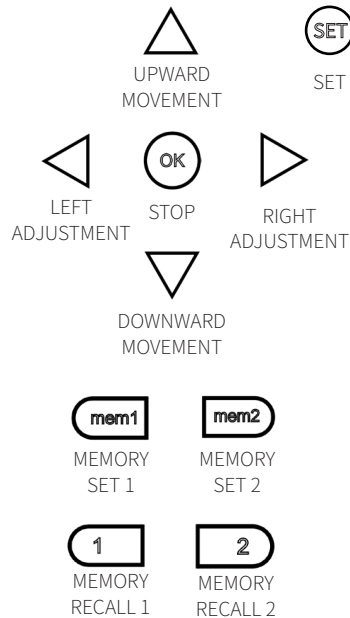 SET
UPWARD
MOVEMENT
SET
OK
LEFT
ADJUSTMENT
STOP
RIGHT
ADJUSTMENT
DOWNWARD
MOVEMENT
mem1
mem2
MEMORY
SET 1
MEMORY
SET 2
1
2
MEMORY
RECALL 1
MEMORY
RECALL 2